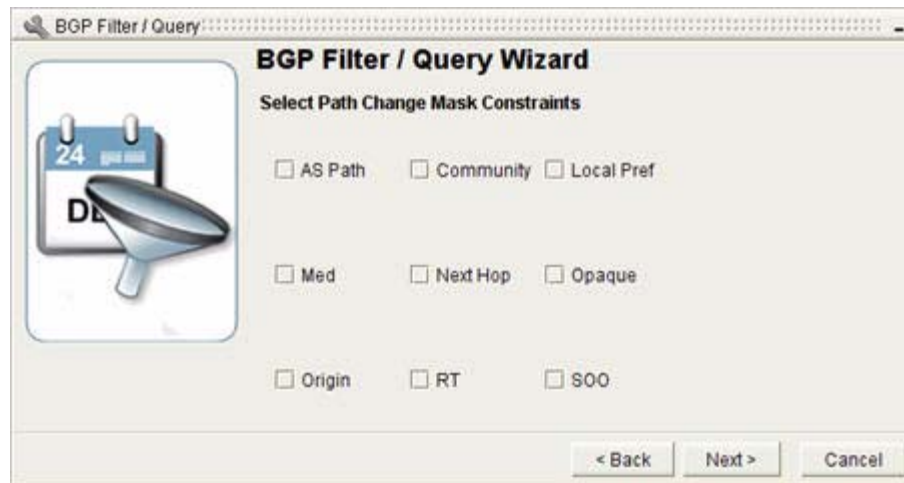 BGP Filter / Query
BGP Filter / Query Wizard
Select Path Change Mask Constraints
24
AS Path Community Local Pref
Med Next Hop Opaque
Origin RT SOO
< Back Next > Cancel